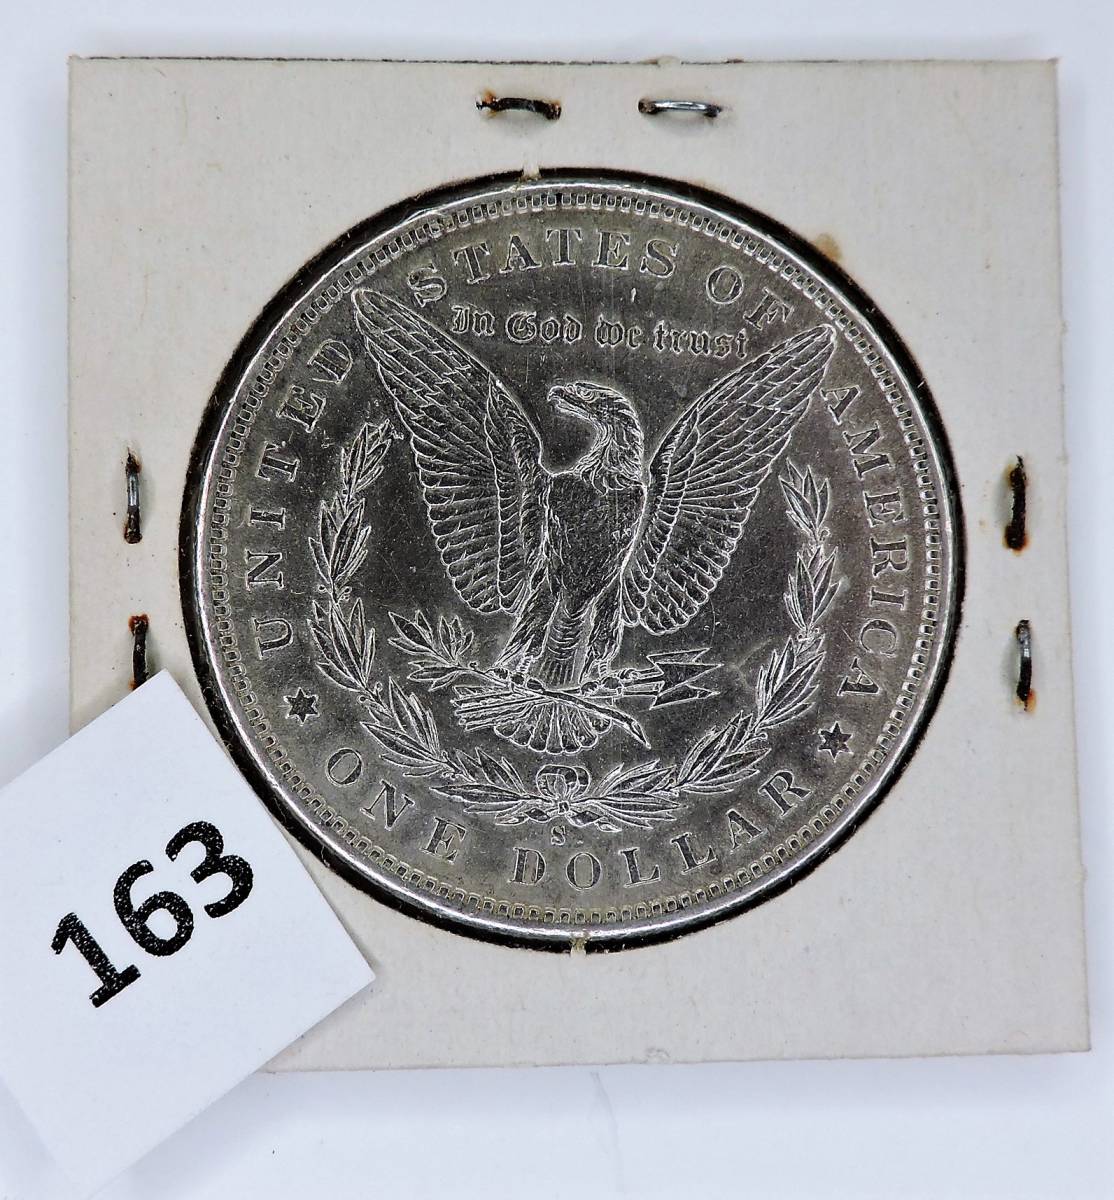 UNITED STATES OF AMERICA
In God we trust
S
ONE DOLLAR
163